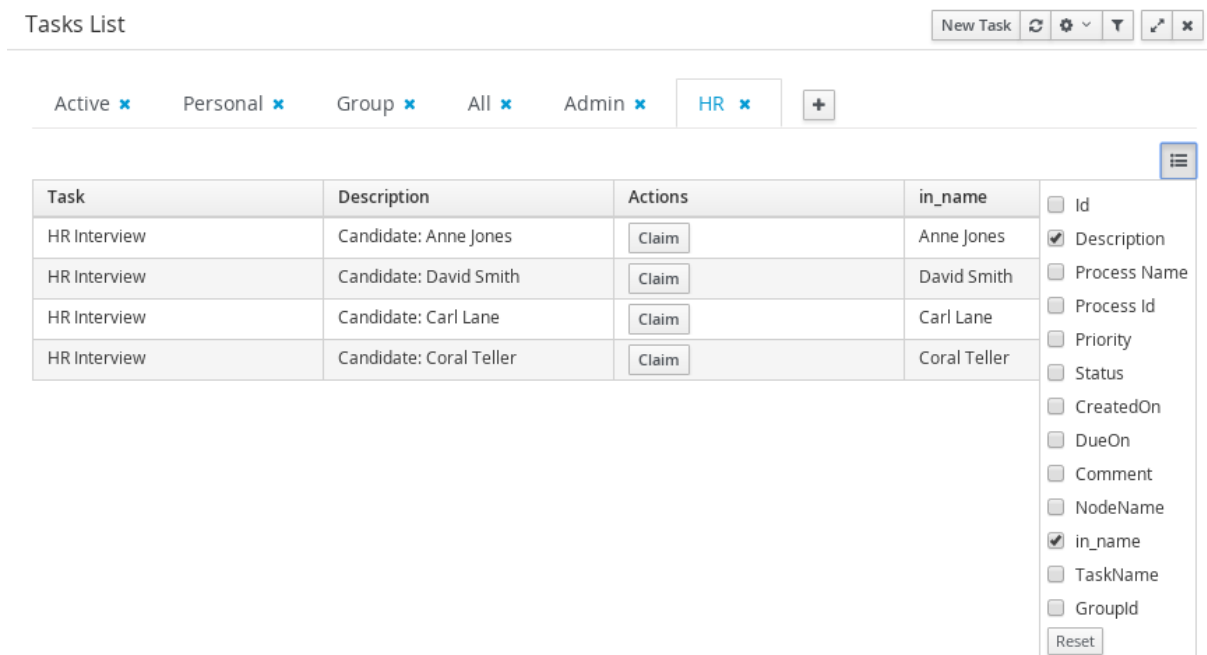 Tasks List
New Task
Active Personal Group All Admin HR
Task Description Actions in_name
HR Interview Candidate: Anne Jones Claim Anne Jones
HR Interview Candidate: David Smith Claim David Smith
HR Interview Candidate: Carl Lane Claim Carl Lane
HR Interview Candidate: Coral Teller Claim Coral Teller
Id
Description
Process Name
Process Id
Priority
Status
CreatedOn
DueOn
Comment
NodeName
in_name
TaskName
GroupId
Reset